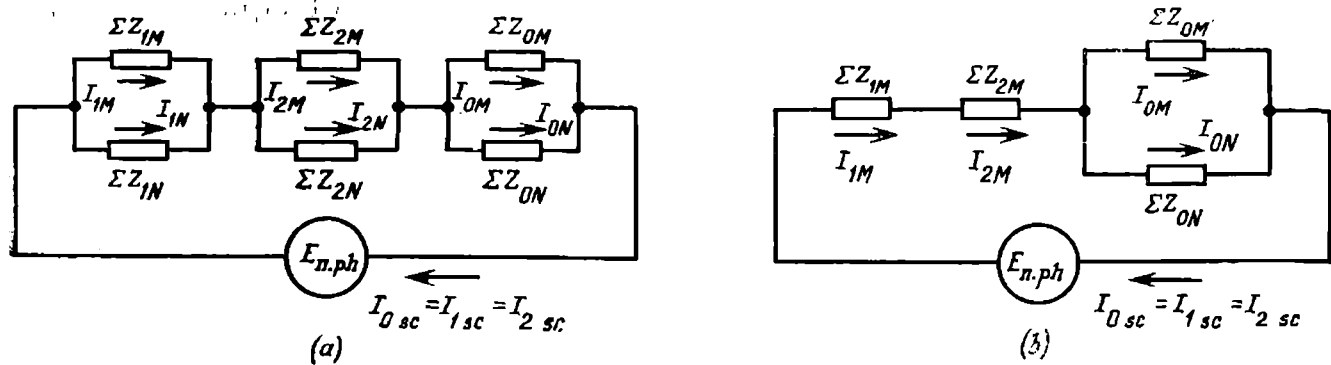 ΣZ1M ΣZ2M ΣZ0M
I1M I1N I2M I2N I0M I0N
ΣZ1N ΣZ2N ΣZ0N
En.ph
I0 sc = I1 sc = I2 sc
(a)
ΣZ0M
ΣZ1M ΣZ2M
I0M
I0N
I1M I2M
ΣZ0N
En.ph
I0 sc = I1 sc = I2 sc
(b)